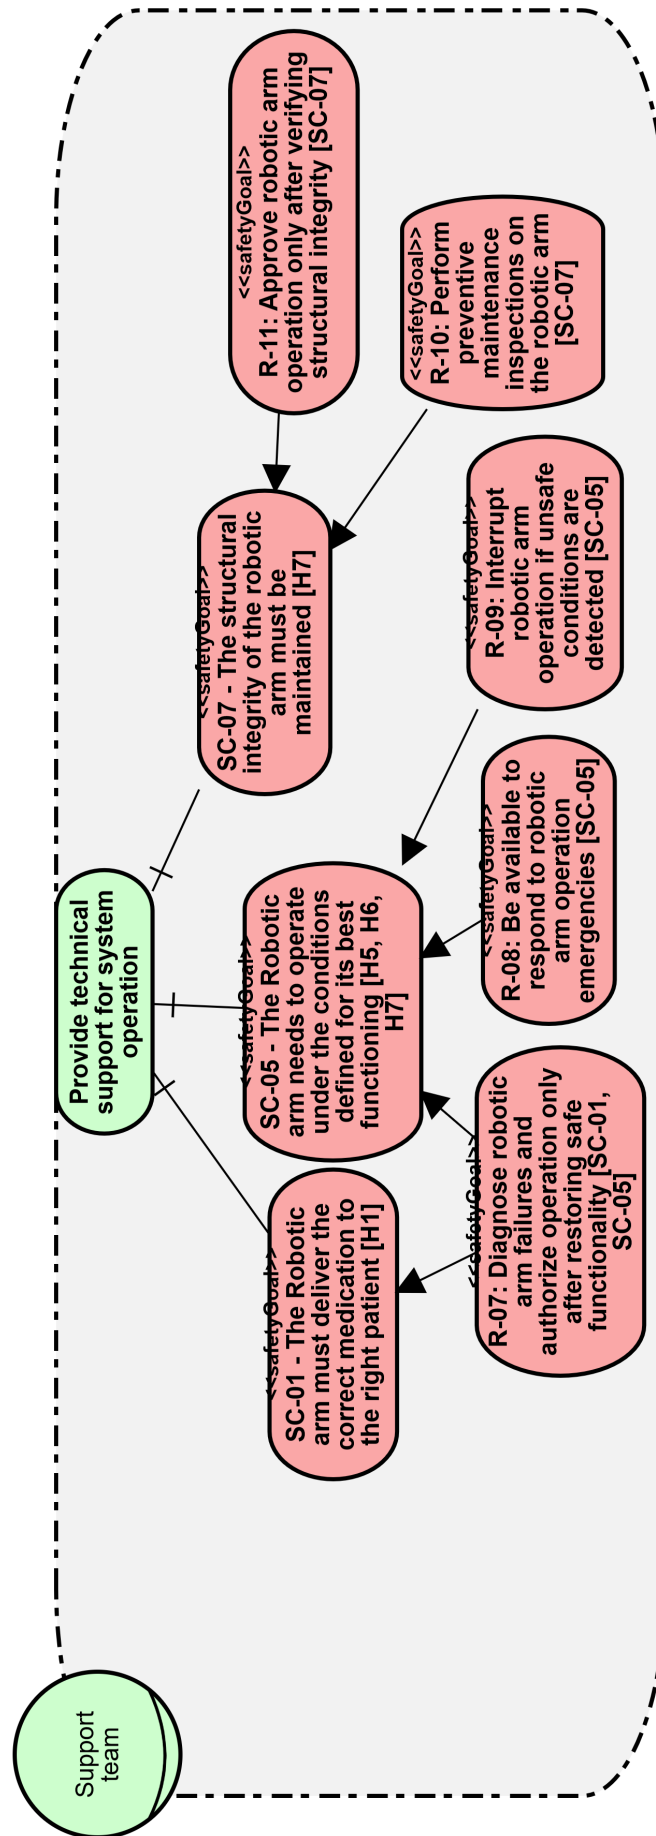 Support
team
Provide technical
support for system
operation
<<safetyGoal>>
SC-01 - The Robotic
arm must deliver the
correct medication to
the right patient [H1]
<<safetyGoal>>
SC-05 - The Robotic
arm needs to operate
under the conditions
defined for its best
functioning [H5, H6,
H7]
<<safetyGoal>>
SC-07 - The structural
integrity of the robotic
arm must be
maintained [H7]
<<safetyGoal>>
R-11: Approve robotic arm
operation only after verifying
structural integrity [SC-07]
<<safetyGoal>>
R-07: Diagnose robotic
arm failures and
authorize operation only
after restoring safe
functionality [SC-01,
SC-05]
<<safetyGoal>>
R-08: Be available to
respond to robotic
arm operation
emergencies [SC-05]
<<safetyGoal>>
R-09: Interrupt
robotic arm
operation if unsafe
conditions are
detected [SC-05]
<<safetyGoal>>
R-10: Perform
preventive
maintenance
inspections on
the robotic arm
[SC-07]